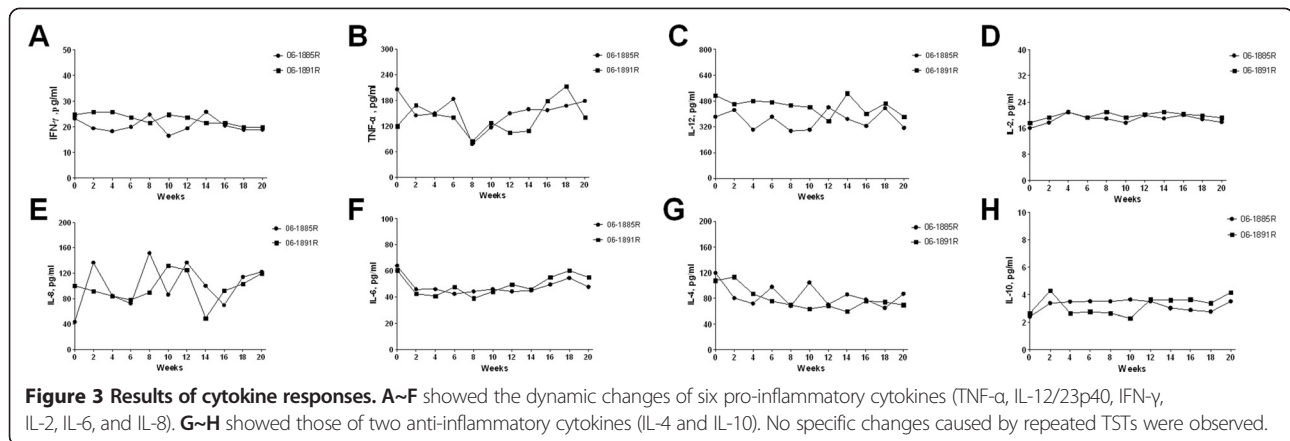 A
IFN-γ, pg/ml
50
40
30
20
10
0
0 2 4 6 8 10 12 14 16 18 20
Weeks
06-1885R
06-1891R
B
TNF-α, pg/ml
300
240
180
120
60
0
0 2 4 6 8 10 12 14 16 18 20
Weeks
06-1885R
06-1891R
C
IL-12, pg/ml
800
640
480
320
160
0
0 2 4 6 8 10 12 14 16 18 20
Weeks
06-1885R
06-1891R
D
IL-2, pg/ml
40
32
24
16
8
0
0 2 4 6 8 10 12 14 16 18 20
Weeks
06-1885R
06-1891R
E
IL-8, pg/ml
200
160
120
80
40
0
0 2 4 6 8 10 12 14 16 18 20
Weeks
06-1885R
06-1891R
F
IL-6, pg/ml
100
80
60
40
20
0
0 2 4 6 8 10 12 14 16 18 20
Weeks
06-1885R
06-1891R
G
IL-4, pg/ml
200
160
120
80
40
0
0 2 4 6 8 10 12 14 16 18 20
Weeks
06-1885R
06-1891R
H
IL-10, pg/ml
10
8
6
4
2
0
0 2 4 6 8 10 12 14 16 18 20
Weeks
06-1885R
06-1891R
Figure 3 Results of cytokine responses. A~F showed the dynamic changes of six pro-inflammatory cytokines (TNF-α, IL-12/23p40, IFN-γ,
IL-2, IL-6, and IL-8). G~H showed those of two anti-inflammatory cytokines (IL-4 and IL-10). No specific changes caused by repeated TSTs were observed.